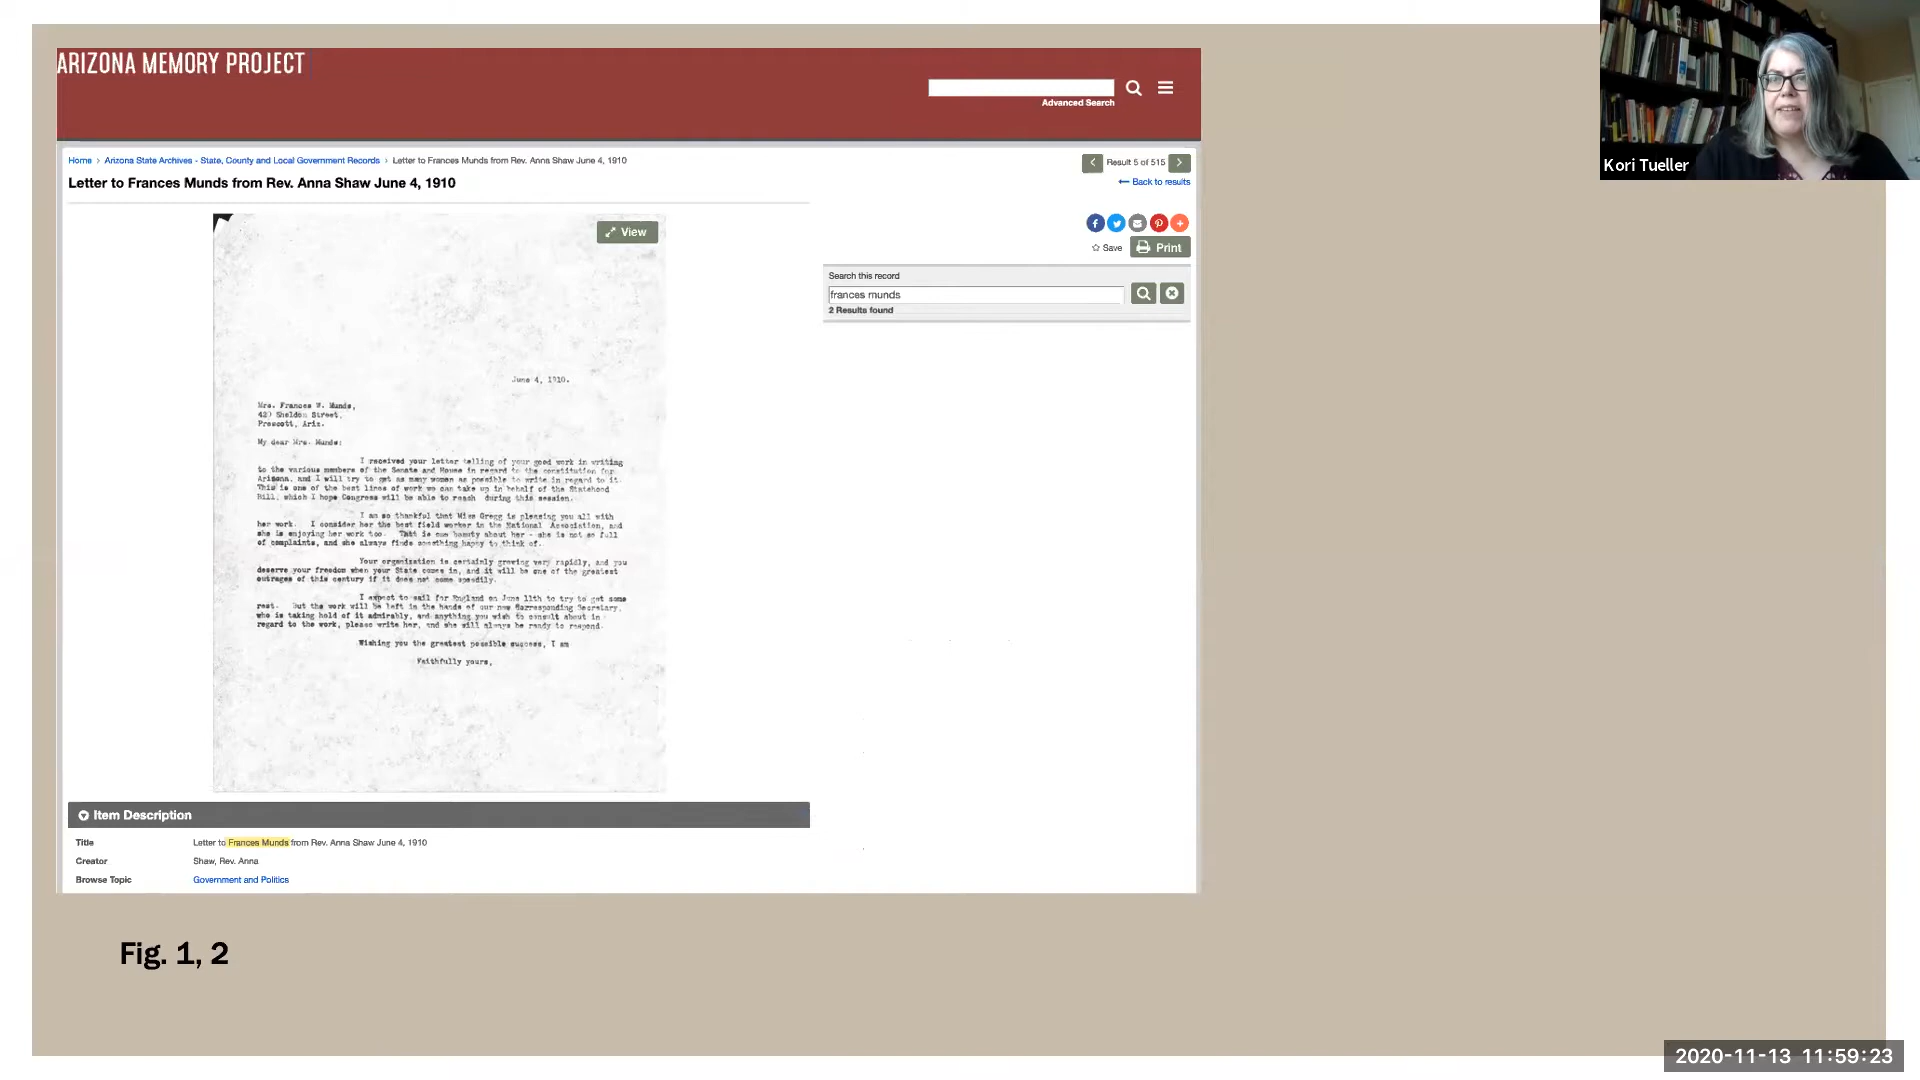 ARIZONA MEMORY PROJECT
Advanced Search
Home > Arizona State Archives - State, County and Local Government Records > Letter to Frances Munds from Rev. Anna Shaw June 4, 1910
Result 5 of 515
Back to results
Letter to Frances Munds from Rev. Anna Shaw June 4, 1910
View
Save
Print
Search this record
frances munds
2 Results found
June 4, 1910.
Mrs. Frances W. Munds,
Sheldon Street,
Prescott, Ariz.
My dear Mrs. Munds:
I received your letter telling of your good work in writing
to the various members of the Senate and House in regard to the constitution for
Arizona, and I will try to get as many women as possible to write in regard to it.
This is one of the best lines of work we can take up in behalf of the Statehood
Bill, which I hope Congress will be able to reach during this session.
I am so thankful that Miss Gregg is pleasing you all with
her work. I consider her the best field worker in the National Association, and
she is enjoying her work too. That is one beauty about her - she is not so full
of complaints, and she always finds something happy to think of.
Your organization is certainly growing very rapidly, and you
deserve your freedom when your State comes in, and it will be one of the greatest
outrages of this century if it does not come speedily.
I expect to sail for England on June 11th to try to get some
rest. But the work will be left in the hands of our new Corresponding Secretary,
who is taking hold of it admirably, and anything you wish to consult about in
regard to the work, please write her, and she will always be ready to respond.
Wishing you the greatest possible success, I am
Faithfully yours,
Item Description
Title Letter to Frances Munds from Rev. Anna Shaw June 4, 1910
Creator Shaw, Rev. Anna
Browse Topic Government and Politics
Fig. 1, 2
Kori Tueller
2020-11-13 11:59:23